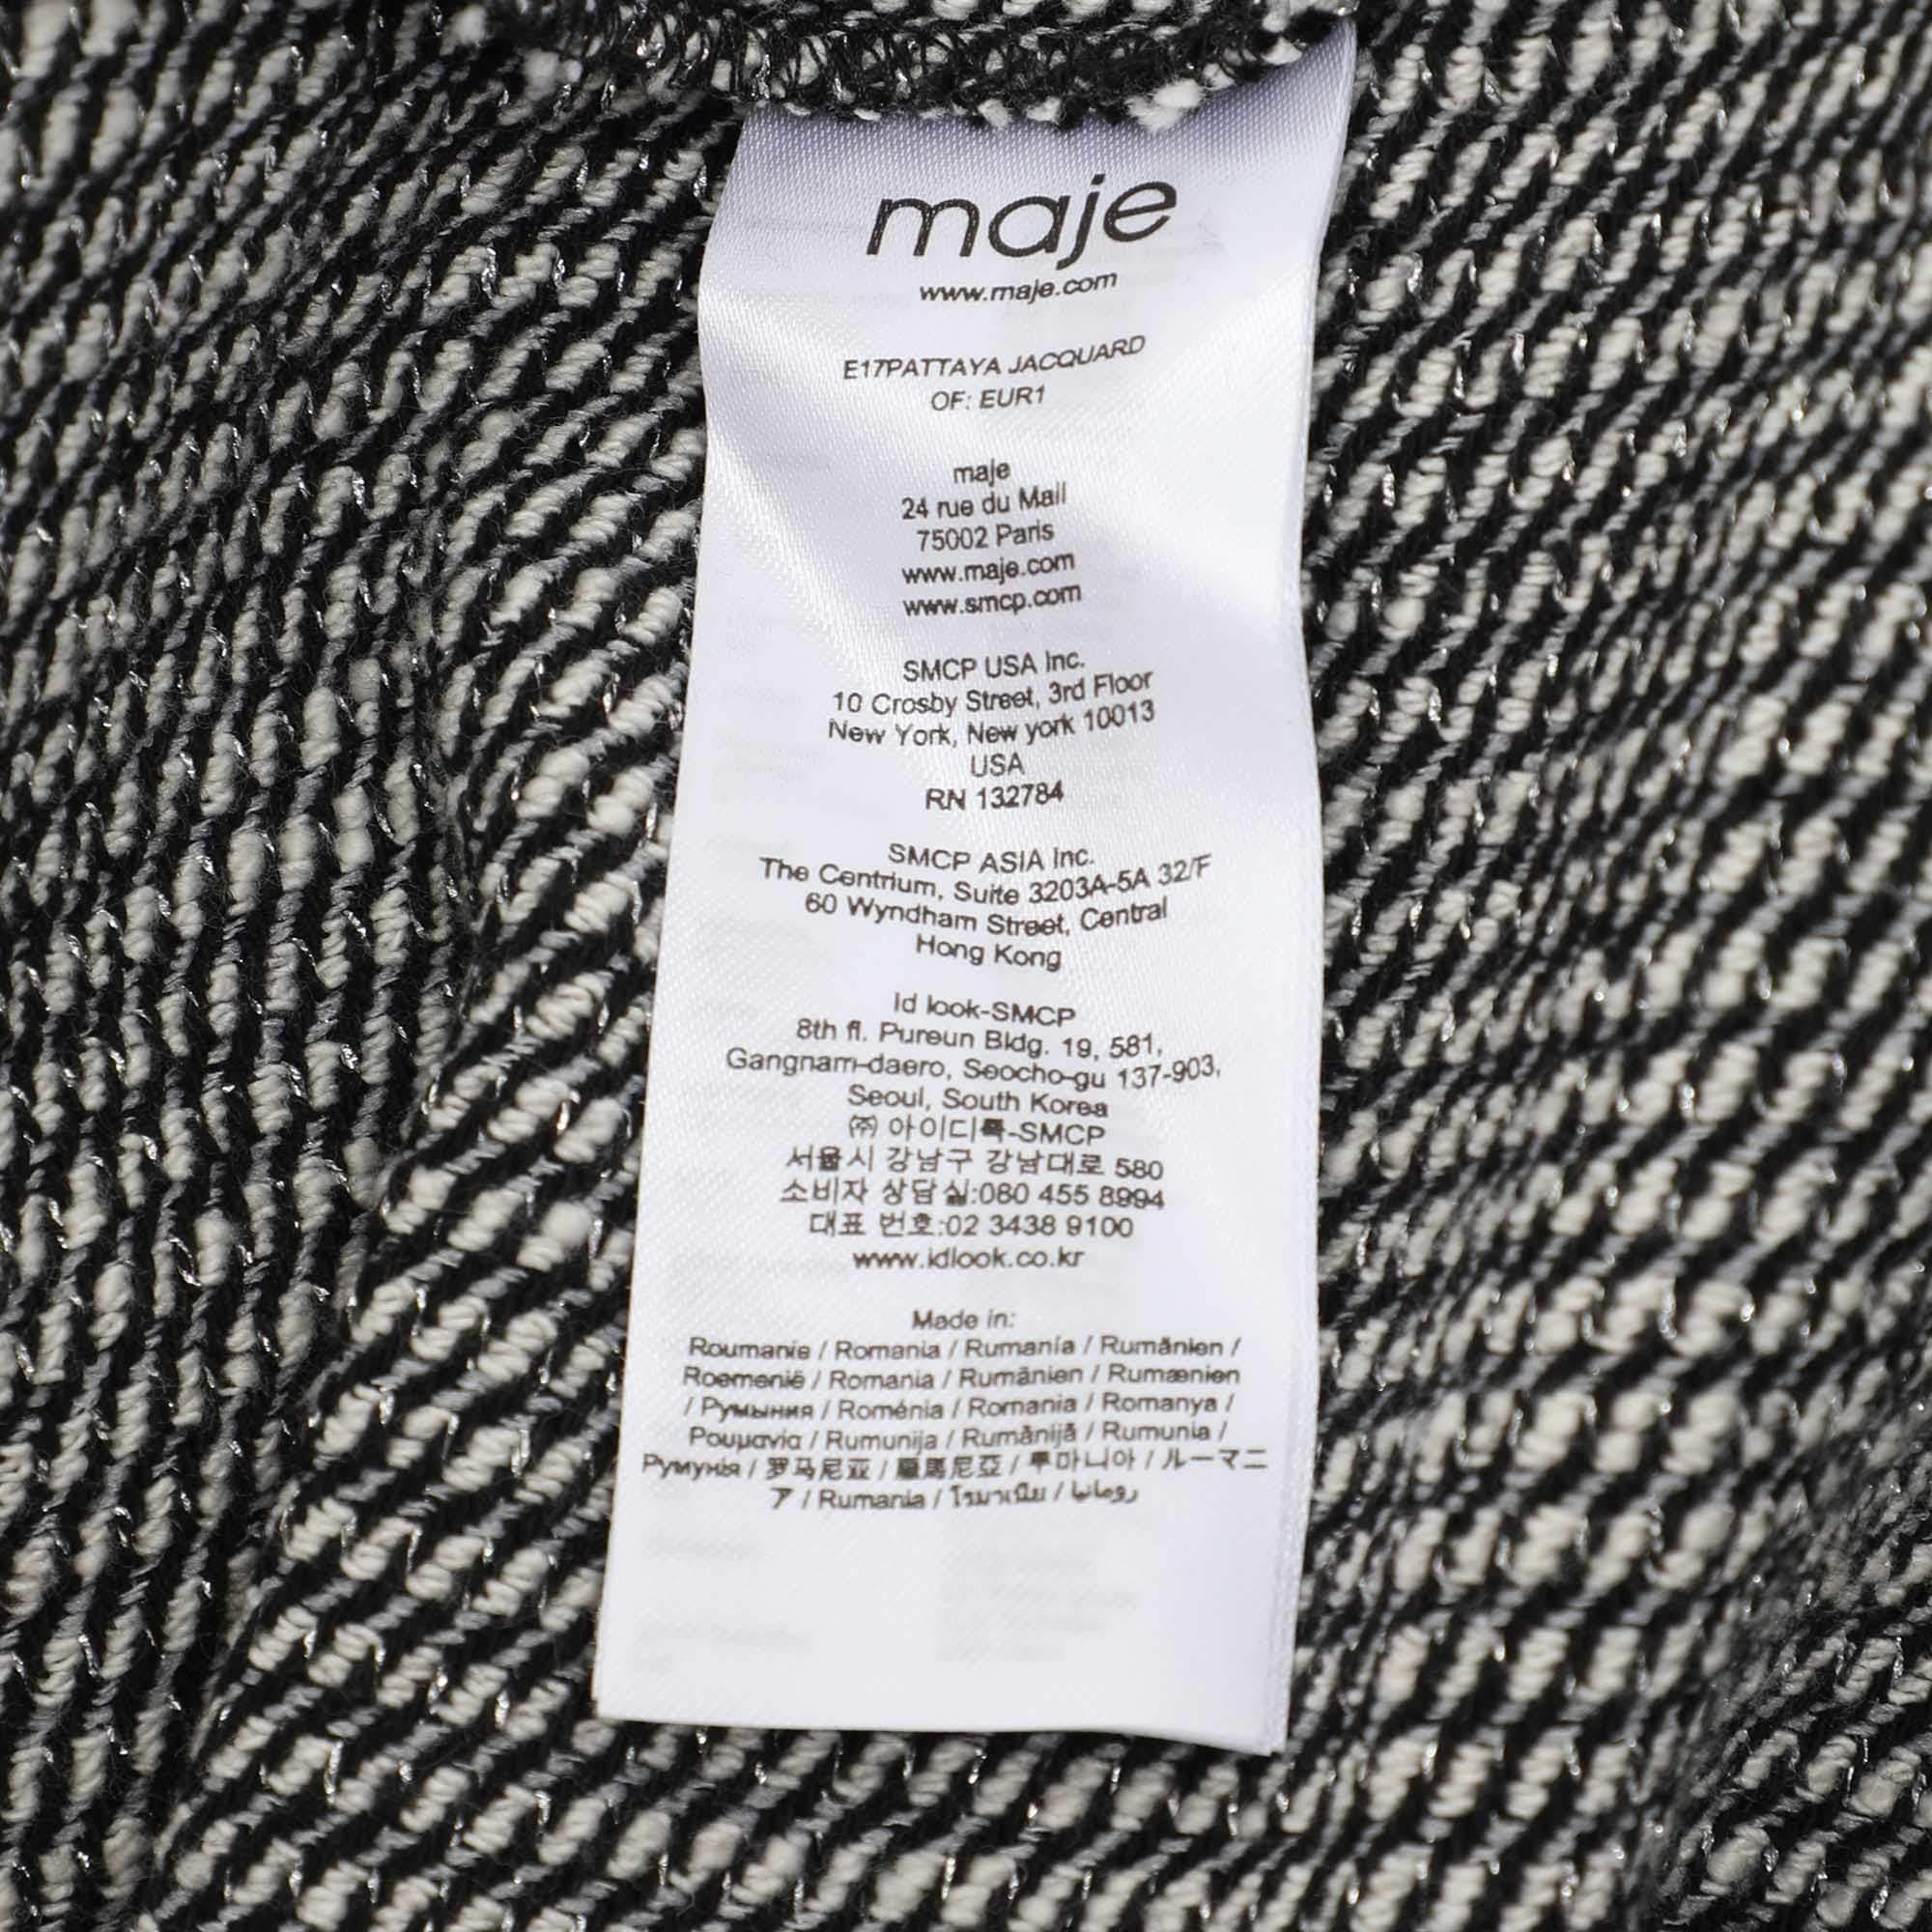 maje
www.maje.com
E17PATTAYA JACQUARD
OF: EUR1
maje
24 rue du Mail
75002 Paris
www.maje.com
www.smcp.com
SMCP USA Inc.
10 Crosby Street, 3rd Floor
New York, New york 10013
USA
RN 132784
SMCP ASIA Inc.
The Centrium, Suite 3203A-5A 32/F
60 Wyndham Street, Central
Hong Kong
Id look-SMCP
8th fl. Pureun Bldg. 19, 581,
Gangnam-daero, Seocho-gu 137-903,
Seoul, South Korea
㈜ 아이디룩-SMCP
서울시 강남구 강남대로 580
소비자 상담실:080 455 8994
대표 번호:02 3438 9100
www.idlook.co.kr
Made in:
Roumanie / Romania / Rumanía / Rumänien /
Roemenië / Romania / Rumänien / Rumænien
/ Румыния / Roménia / Romania / Romanya /
Ρουμανία / Rumunija / Rumānijā / Rumunia /
Румунія / 罗马尼亚 / 羅馬尼亞 / 루마니아 / ルーマニ
ア / Rumania / โรมาเนีย / رومانيا